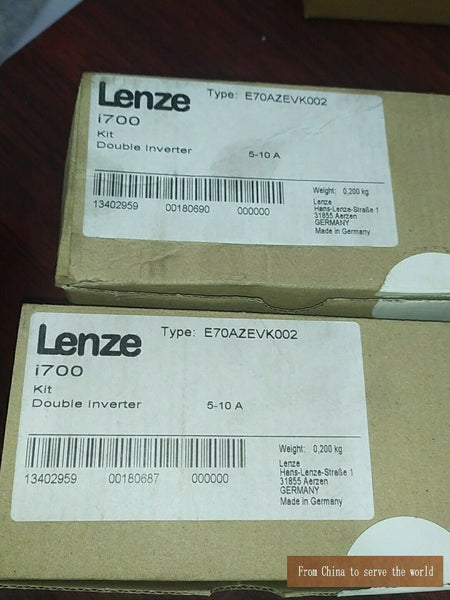 Lenze Type: E70AZEVK002
i700
Kit
Double Inverter 5-10 A
13402959 00180690 000000
Weight: 0,200 kg
Lenze
Hans-Lenze-Straße 1
31855 Aerzen
GERMANY
Made in Germany
Lenze Type: E70AZEVK002
i700
Kit
Double Inverter 5-10 A
13402959 00180687 000000
Weight: 0,200 kg
Lenze
Hans-Lenze-Straße 1
31855 Aerzen
GERMANY
Made in Germany
From China to serve the world